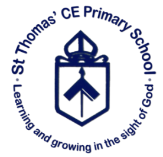 St Thomas' CE Primary School
· Learning and growing in the sight of God ·